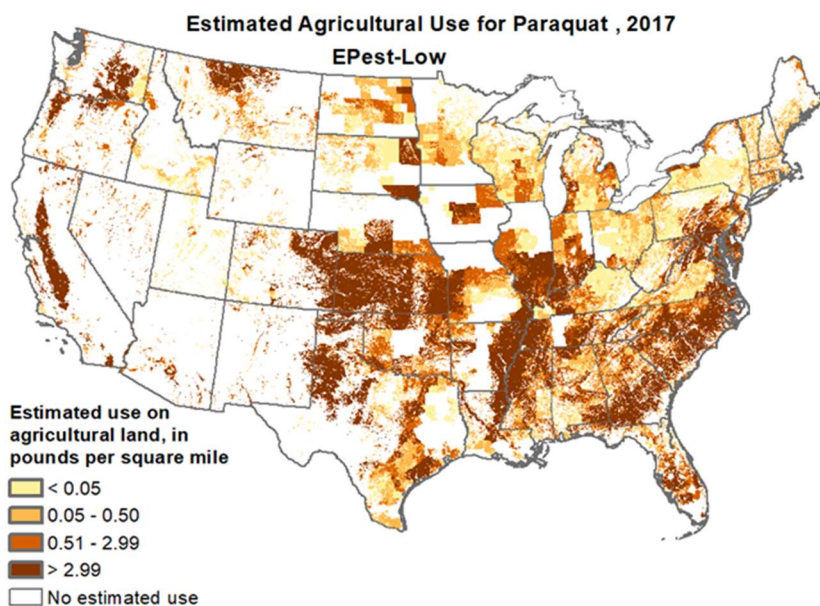 Estimated Agricultural Use for Paraquat , 2017
EPest-Low
Estimated use on
agricultural land, in
pounds per square mile
< 0.05
0.05 - 0.50
0.51 - 2.99
> 2.99
No estimated use